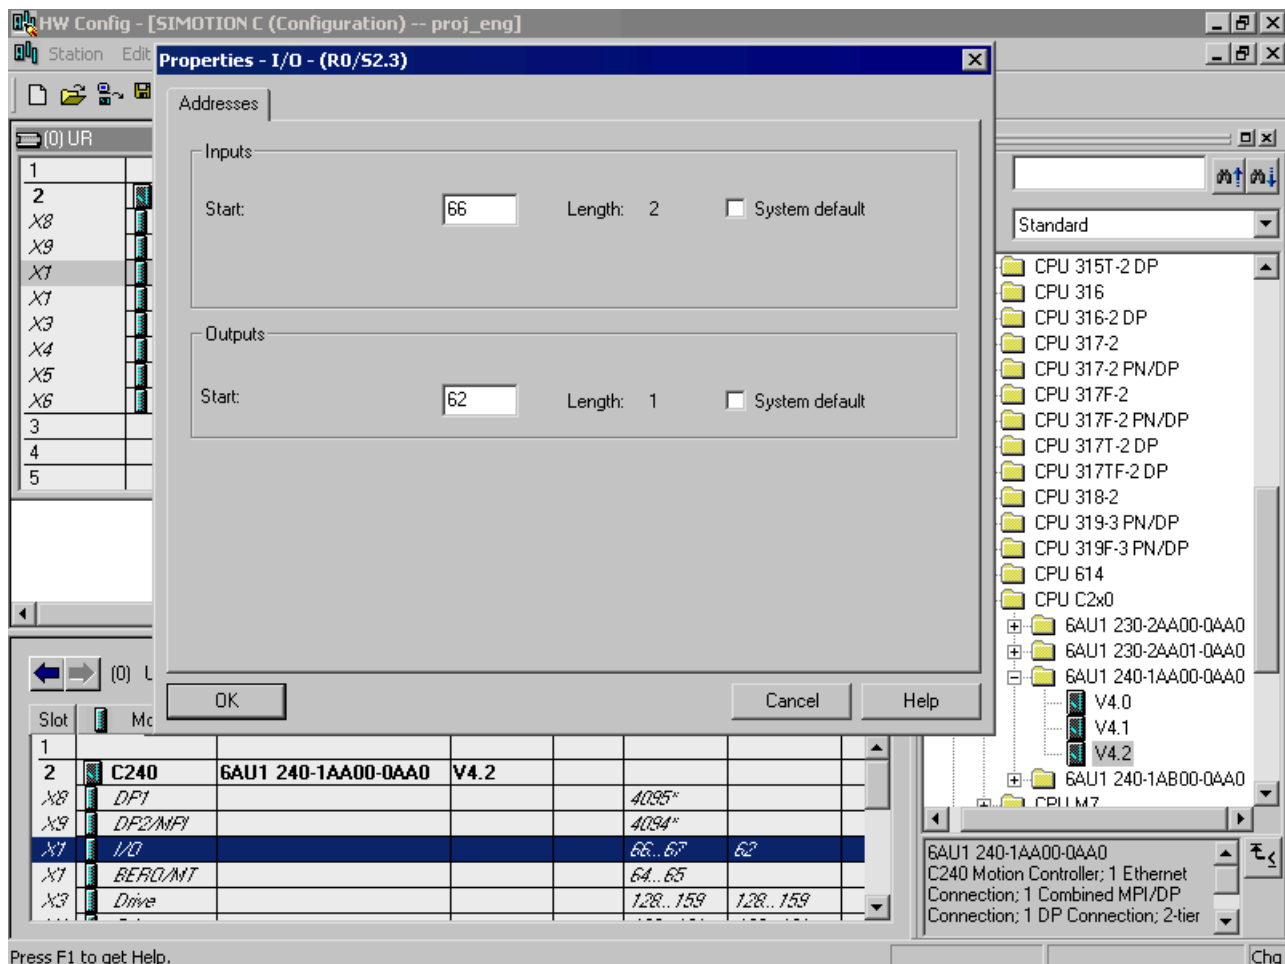 HW Config - [SIMOTION C (Configuration) -- proj_eng]
Station Edit
Properties - I/O - (R0/S2.3)
Addresses
Inputs
Start: 66 Length: 2 System default
Outputs
Start: 62 Length: 1 System default
OK Cancel Help
(0) UR
1
2
X8
X9
X1
X1
X3
X4
X5
X6
3
4
5
Standard
CPU 315T-2 DP
CPU 316
CPU 316-2 DP
CPU 317-2
CPU 317-2 PN/DP
CPU 317F-2
CPU 317F-2 PN/DP
CPU 317T-2 DP
CPU 317TF-2 DP
CPU 318-2
CPU 319-3 PN/DP
CPU 319F-3 PN/DP
CPU 614
CPU C2x0
6AU1 230-2AA00-0AA0
6AU1 230-2AA01-0AA0
6AU1 240-1AA00-0AA0
V4.0
V4.1
V4.2
6AU1 240-1AB00-0AA0
CPU M7
(0)
Slot
1
2 C240 6AU1 240-1AA00-0AA0 V4.2
X8 DP1 4095*
X9 DP2/MPI 4094*
X1 I/O 66...67 62
X1 BERO/MT 64...65
X3 Drive 128...159 128...159
6AU1 240-1AA00-0AA0
C240 Motion Controller; 1 Ethernet
Connection; 1 Combined MPI/DP
Connection; 1 DP Connection; 2-tier
Press F1 to get Help.
Chg